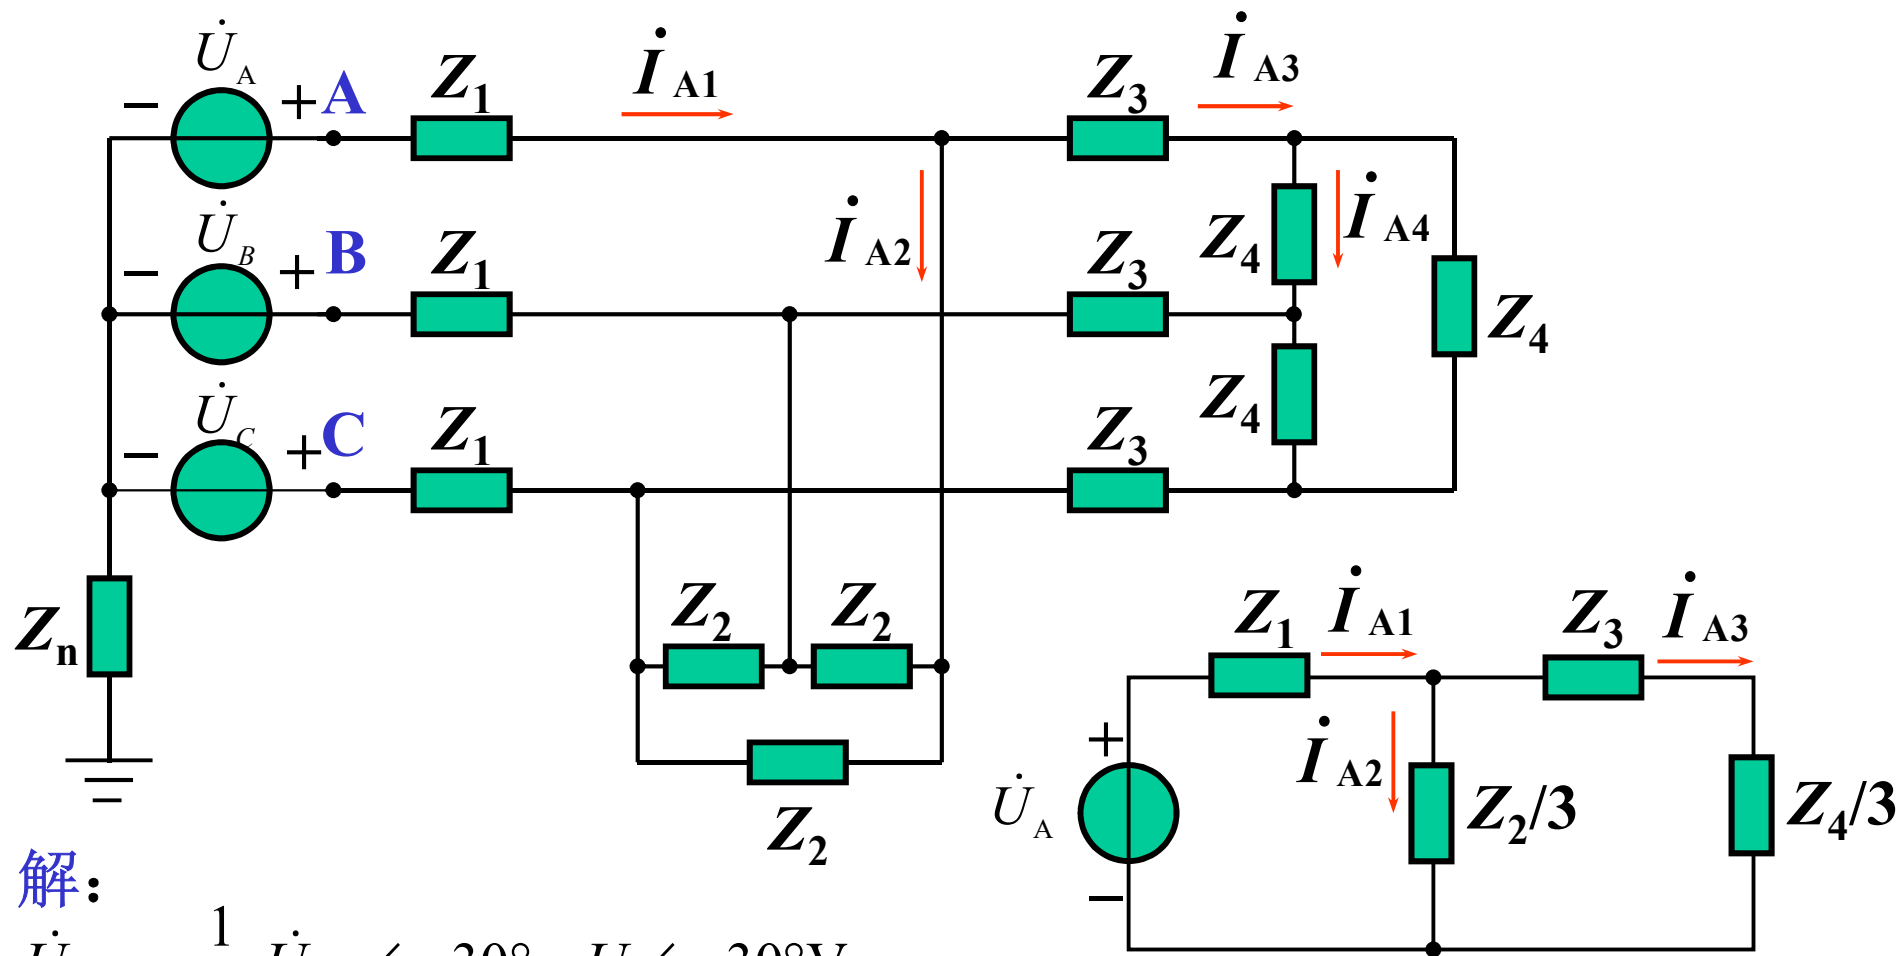 U̇A
− + A Z1 İA1 Z3 İA3
U̇B
− + B Z1 İA2 Z3 Z4 İA4 Z4
U̇C
− + C Z1 Z3 Z4
Zn Z2 Z2 Z2
Z1 İA1 Z3 İA3
+ U̇A − İA2 Z2/3 Z4/3
解：